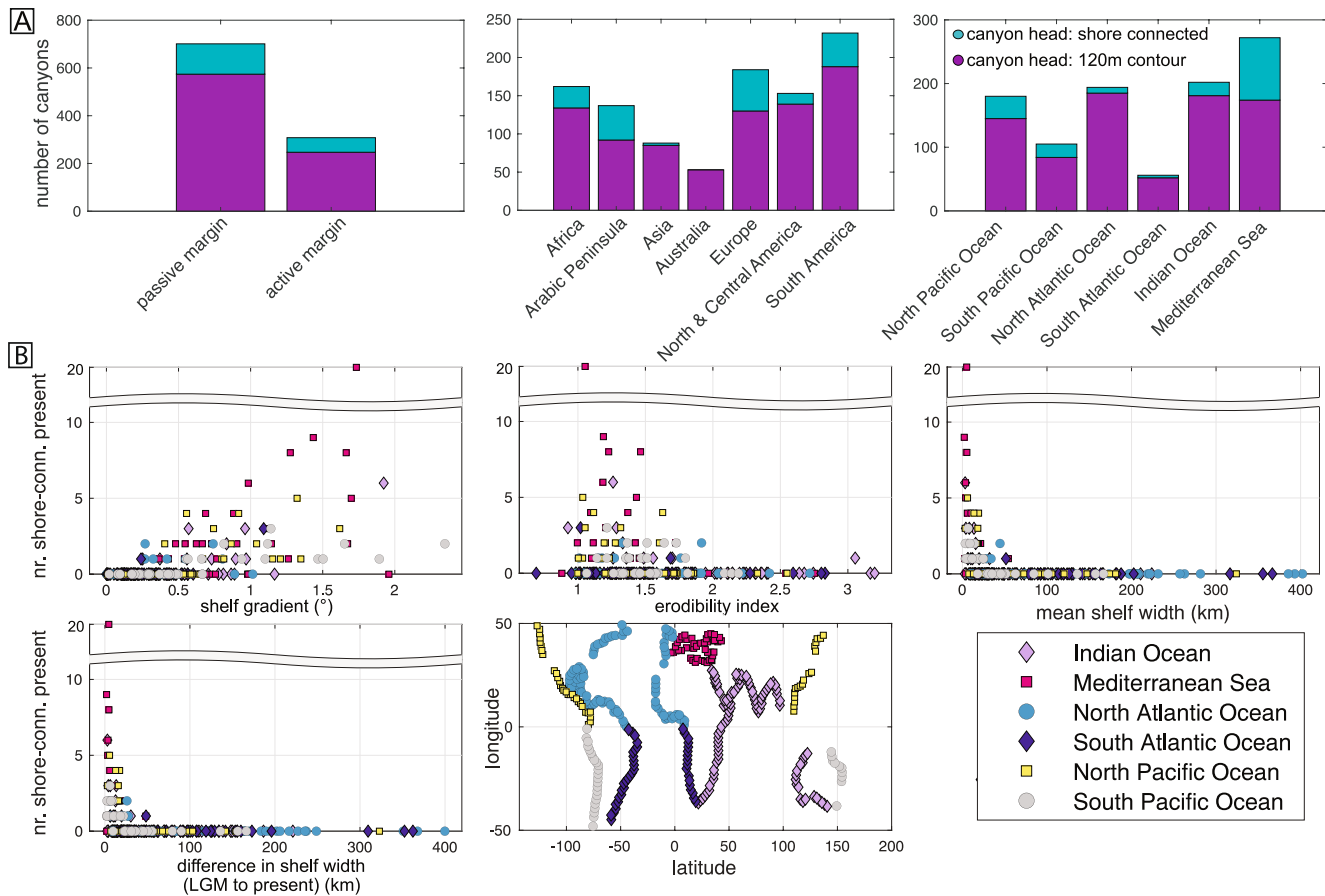 A
800
600
400
200
0
number of canyons
passive margin
active margin
250
200
150
100
50
0
Africa
Arabic Peninsula
Asia
Australia
Europe
North & Central America
South America
300
200
100
0
canyon head: shore connected
canyon head: 120m contour
North Pacific Ocean
South Pacific Ocean
North Atlantic Ocean
South Atlantic Ocean
Indian Ocean
Mediterranean Sea
B
nr. shore-conn. present
20
10
5
0
0 0.5 1 1.5 2
shelf gradient (°)
20
10
5
0
1 1.5 2 2.5 3
erodibility index
20
10
5
0
0 100 200 300 400
mean shelf width (km)
nr. shore-conn. present
20
10
5
0
0 100 200 300 400
difference in shelf width
(LGM to present) (km)
longitude
50
0
-50
-100 -50 0 50 100 150 200
latitude
Indian Ocean
Mediterranean Sea
North Atlantic Ocean
South Atlantic Ocean
North Pacific Ocean
South Pacific Ocean